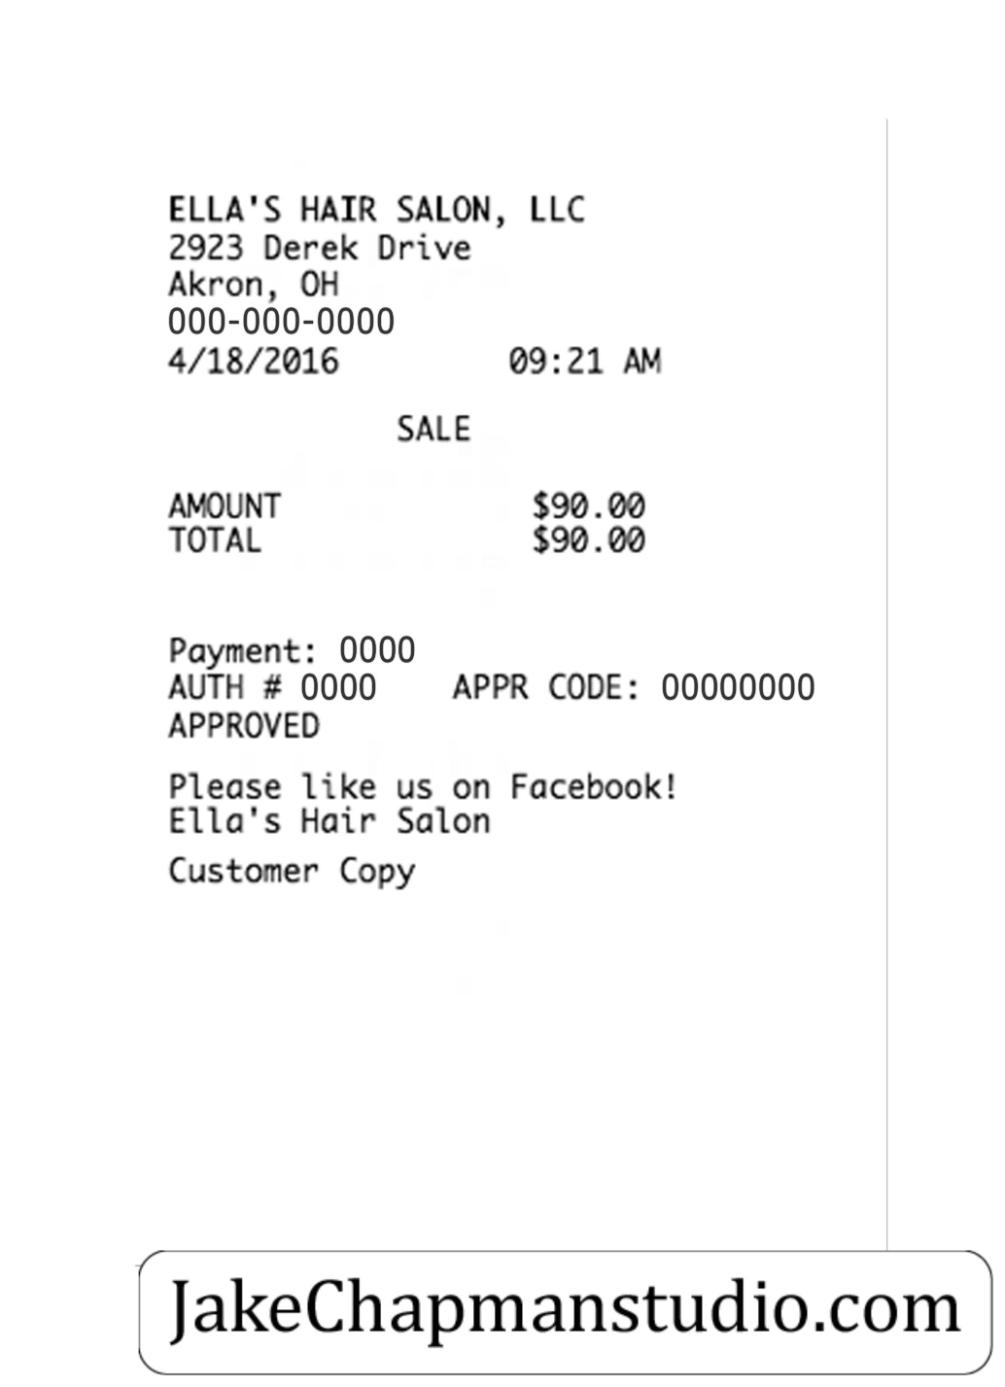 ELLA'S HAIR SALON, LLC
2923 Derek Drive
Akron, OH
000-000-0000
4/18/2016 09:21 AM
SALE
AMOUNT $90.00
TOTAL $90.00
Payment: 0000
AUTH # 0000 APPR CODE: 00000000
APPROVED
Please like us on Facebook!
Ella's Hair Salon
Customer Copy
JakeChapmanstudio.com